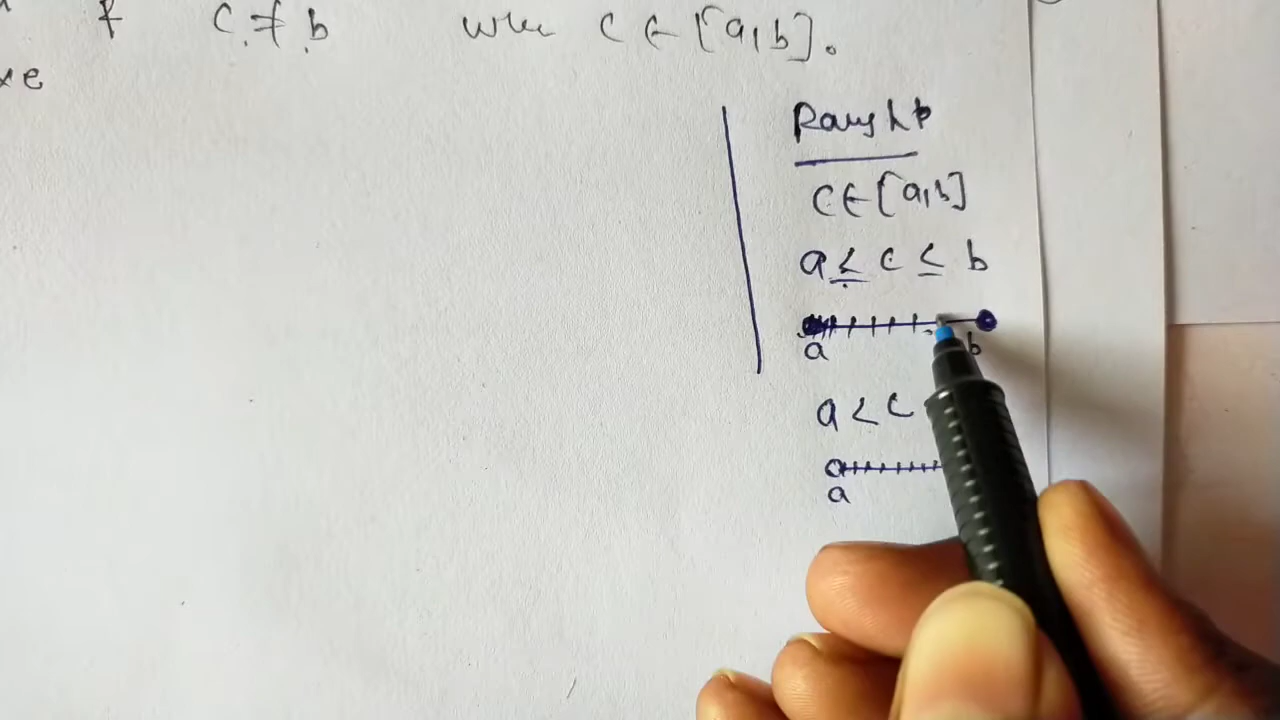 f c ≠ b when c ∈ [a,b].
Rough
c ∈ [a,b]
a ≤ c ≤ b
a b
a < c
a